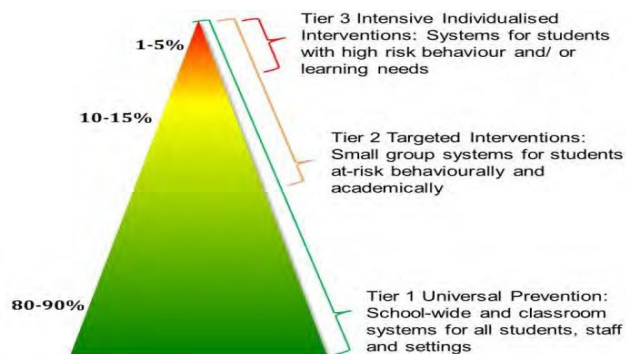 Tier 3 Intensive Individualised
Interventions: Systems for students
with high risk behaviour and/ or
learning needs
1-5%
10-15%
Tier 2 Targeted Interventions:
Small group systems for students
at-risk behaviourally and
academically
80-90%
Tier 1 Universal Prevention:
School-wide and classroom
systems for all students, staff
and settings